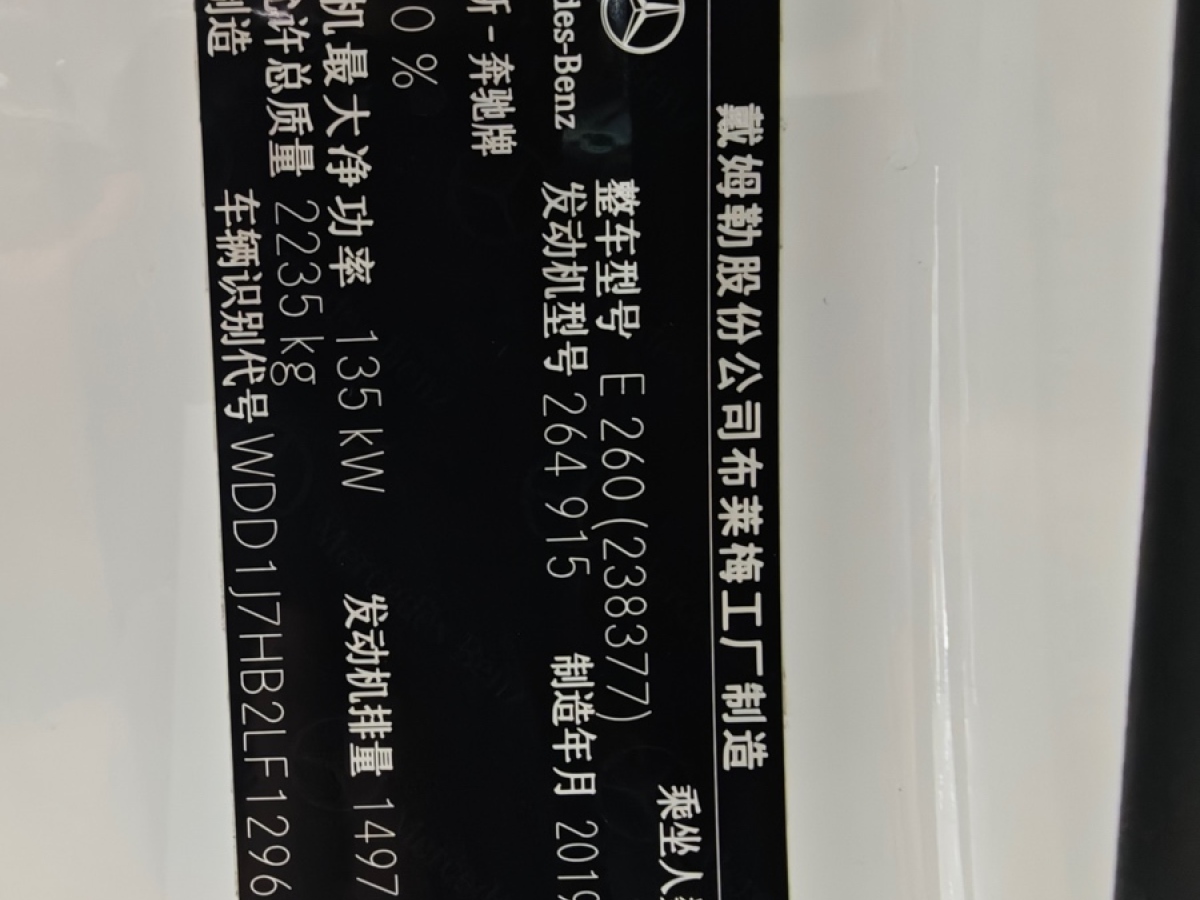 戴姆勒股份公司布莱梅工厂制造
乘坐人
整车型号 E 260 (238377)
des-Benz 发动机型号 264 915 制造年月 2019
-奔驰牌
0 %
机最大净功率 135 kW 发动机排量 1497
许总质量 2235 kg
制造 车辆识别代号 WDD1J7HB2LF1296